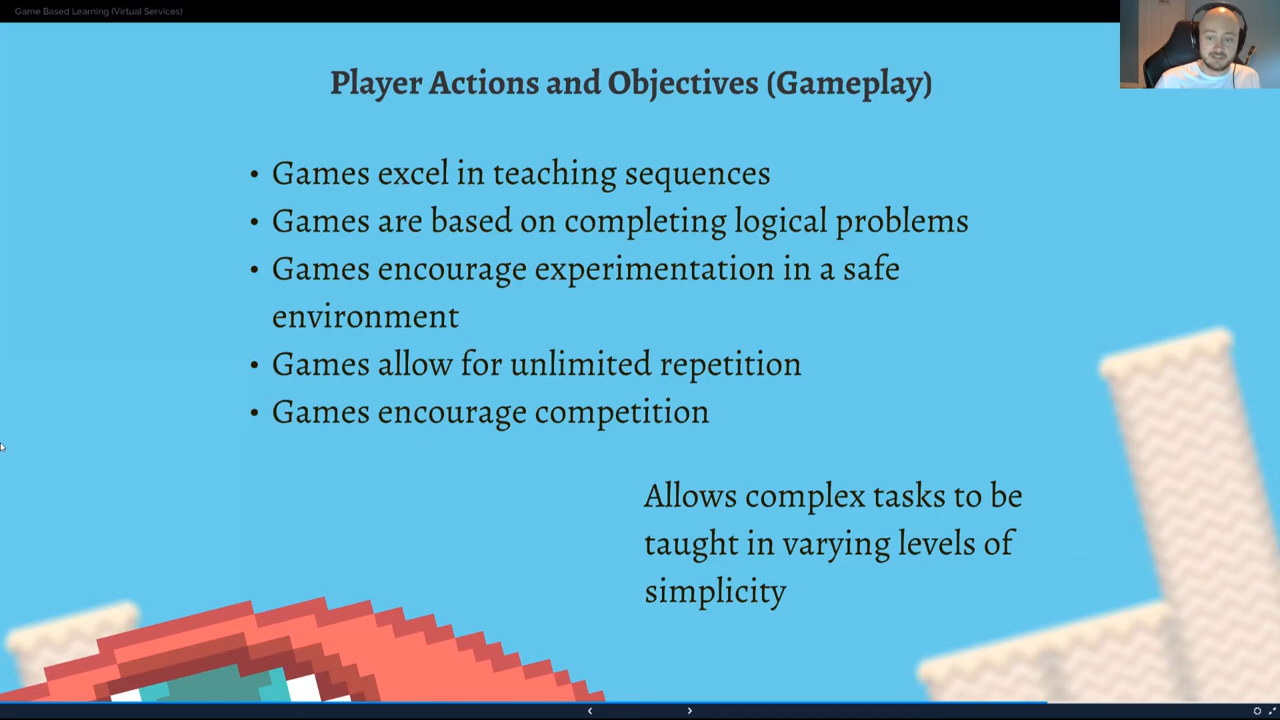 Game Based Learning (Virtual Services)
Player Actions and Objectives (Gameplay)
• Games excel in teaching sequences
• Games are based on completing logical problems
• Games encourage experimentation in a safe
environment
• Games allow for unlimited repetition
• Games encourage competition
Allows complex tasks to be
taught in varying levels of
simplicity